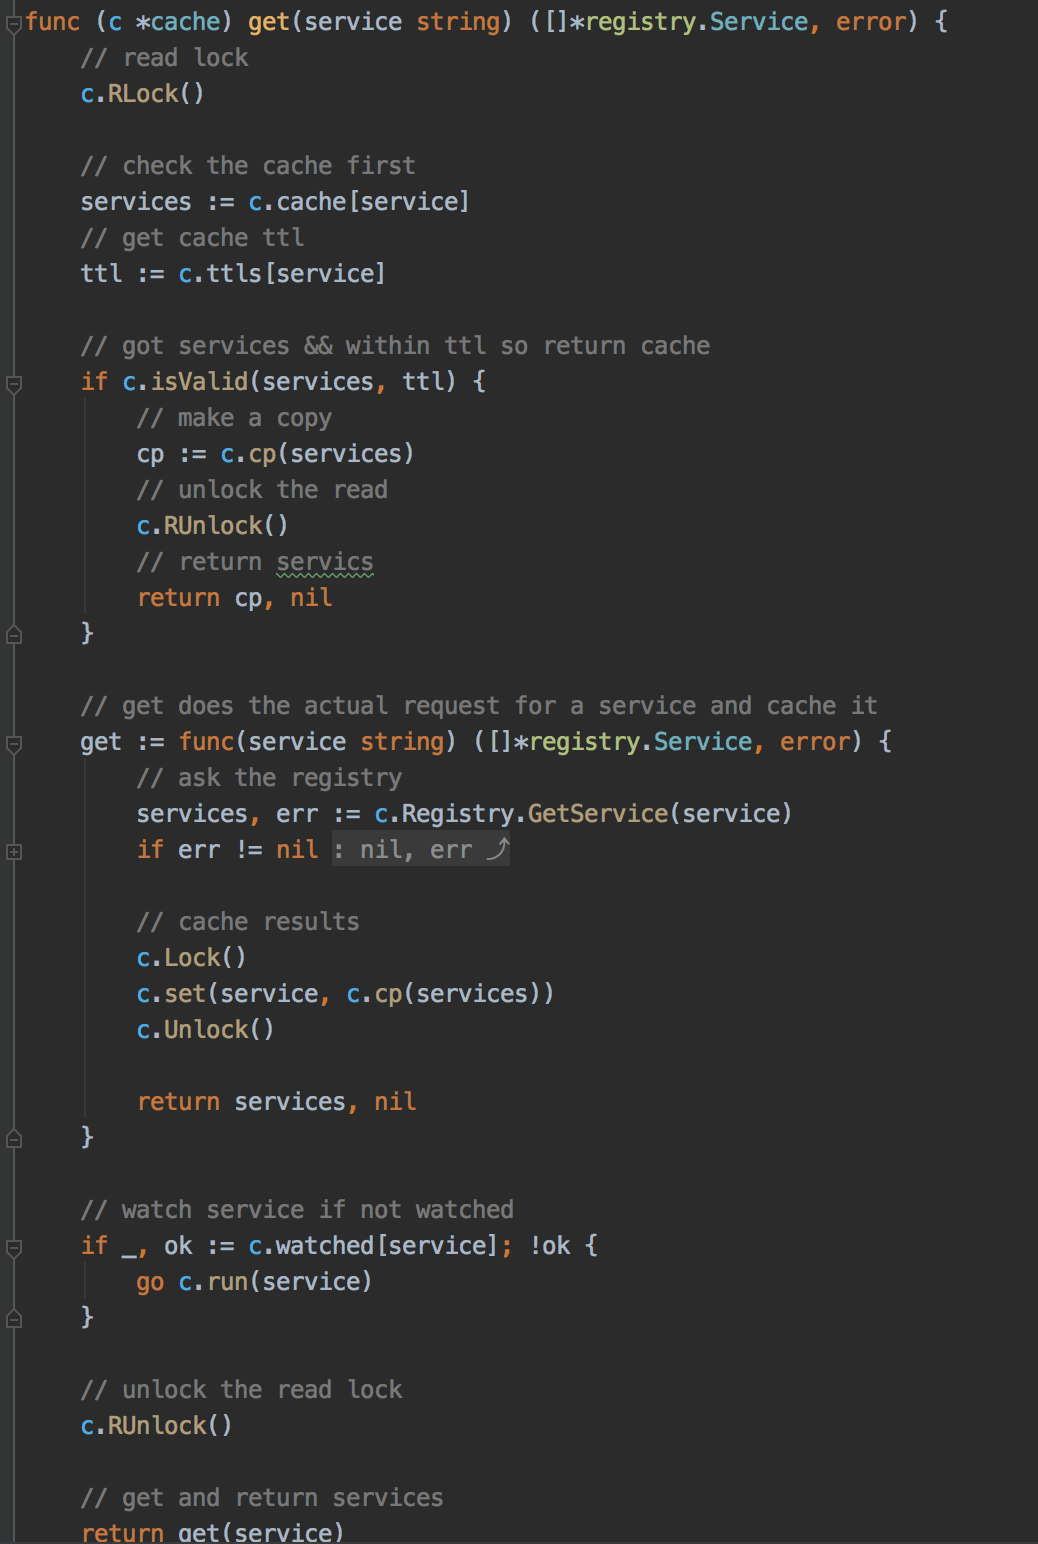 func (c *cache) get(service string) ([]*registry.Service, error) {
// read lock
c.RLock()
// check the cache first
services := c.cache[service]
// get cache ttl
ttl := c.ttls[service]
// got services && within ttl so return cache
if c.isValid(services, ttl) {
// make a copy
cp := c.cp(services)
// unlock the read
c.RUnlock()
// return servics
return cp, nil
}
// get does the actual request for a service and cache it
get := func(service string) ([]*registry.Service, error) {
// ask the registry
services, err := c.Registry.GetService(service)
if err != nil : nil, err ⤴
// cache results
c.Lock()
c.set(service, c.cp(services))
c.Unlock()
return services, nil
}
// watch service if not watched
if _, ok := c.watched[service]; !ok {
go c.run(service)
}
// unlock the read lock
c.RUnlock()
// get and return services
return get(service)